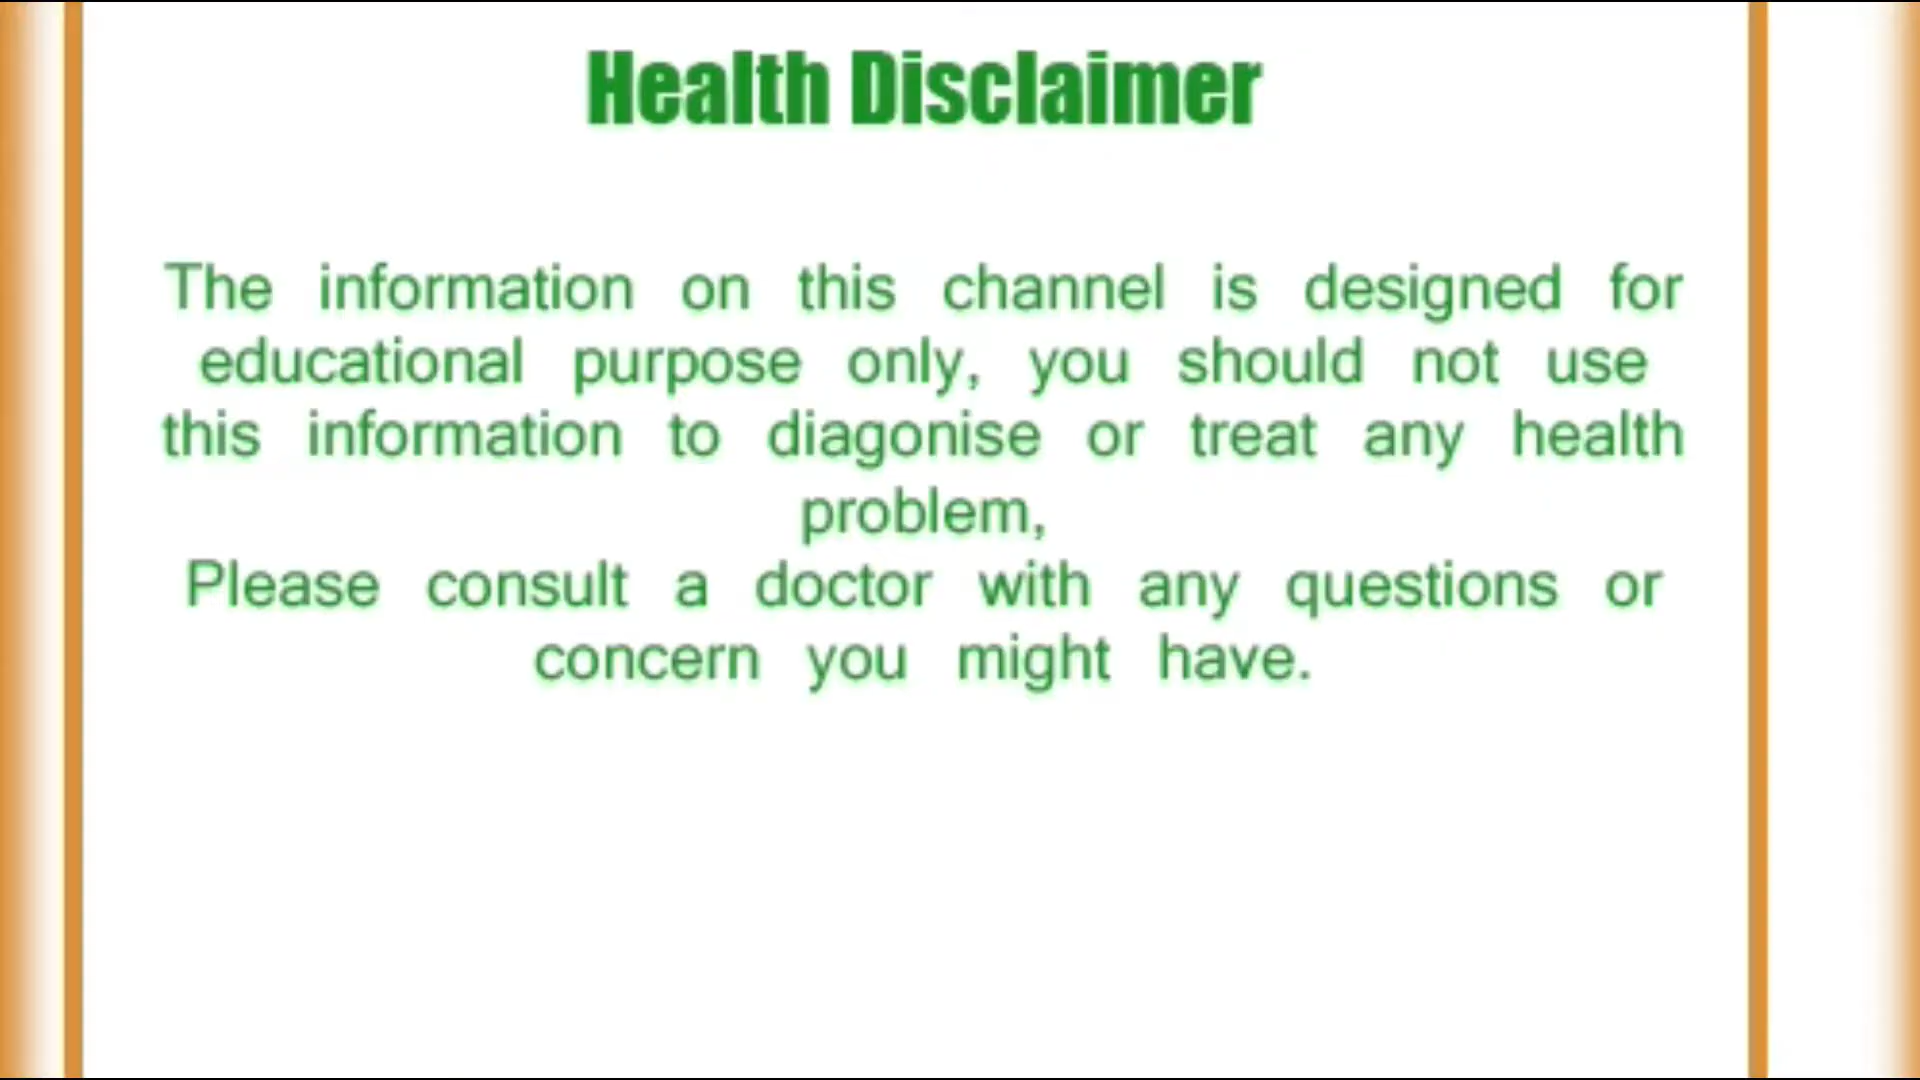 Health Disclaimer
The information on this channel is designed for
educational purpose only, you should not use
this information to diagonise or treat any health
problem,
Please consult a doctor with any questions or
concern you might have.